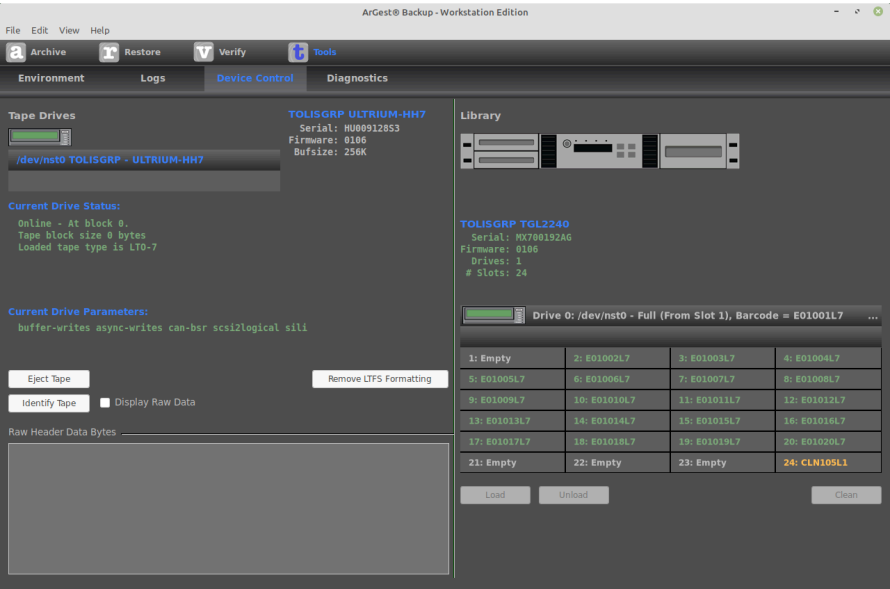 ArGest® Backup - Workstation Edition
File Edit View Help
a Archive r Restore v Verify t Tools
Environment Logs Device Control Diagnostics
Tape Drives
/dev/nst0 TOLISGRP - ULTRIUM-HH7
TOLISGRP ULTRIUM-HH7
Serial: HU009128S3
Firmware: 0106
Bufsize: 256K
Current Drive Status:
Online - At block 0.
Tape block size 0 bytes
Loaded tape type is LTO-7
Current Drive Parameters:
buffer-writes async-writes can-bsr scsi2logical sili
Eject Tape Remove LTFS Formatting
Identify Tape Display Raw Data
Raw Header Data Bytes
Library
TOLISGRP TGL2240
Serial: MX700192AG
Firmware: 0106
Drives: 1
# Slots: 24
Drive 0: /dev/nst0 - Full (From Slot 1), Barcode = E01001L7 ...
1: Empty 2: E01002L7 3: E01003L7 4: E01004L7
5: E01005L7 6: E01006L7 7: E01007L7 8: E01008L7
9: E01009L7 10: E01010L7 11: E01011L7 12: E01012L7
13: E01013L7 14: E01014L7 15: E01015L7 16: E01016L7
17: E01017L7 18: E01018L7 19: E01019L7 20: E01020L7
21: Empty 22: Empty 23: Empty 24: CLN105L1
Load Unload Clean